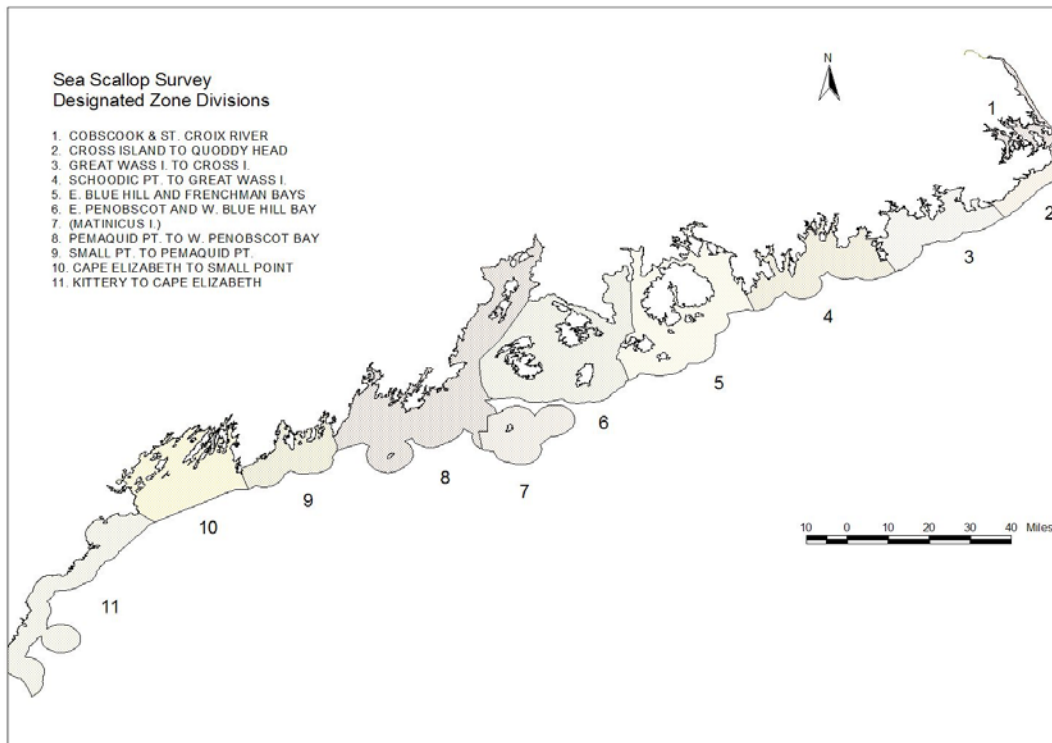 Sea Scallop Survey
Designated Zone Divisions
1. COBSCOOK & ST. CROIX RIVER
2. CROSS ISLAND TO QUODDY HEAD
3. GREAT WASS I. TO CROSS I.
4. SCHOODIC PT. TO GREAT WASS I.
5. E. BLUE HILL AND FRENCHMAN BAYS
6. E. PENOBSCOT AND W. BLUE HILL BAY
7. (MATINICUS I.)
8. PEMAQUID PT. TO W. PENOBSCOT BAY
9. SMALL PT. TO PEMAQUID PT.
10. CAPE ELIZABETH TO SMALL POINT
11. KITTERY TO CAPE ELIZABETH
N
1
2
3
4
5
6
7
8
9
10
11
10 0 10 20 30 40 Miles